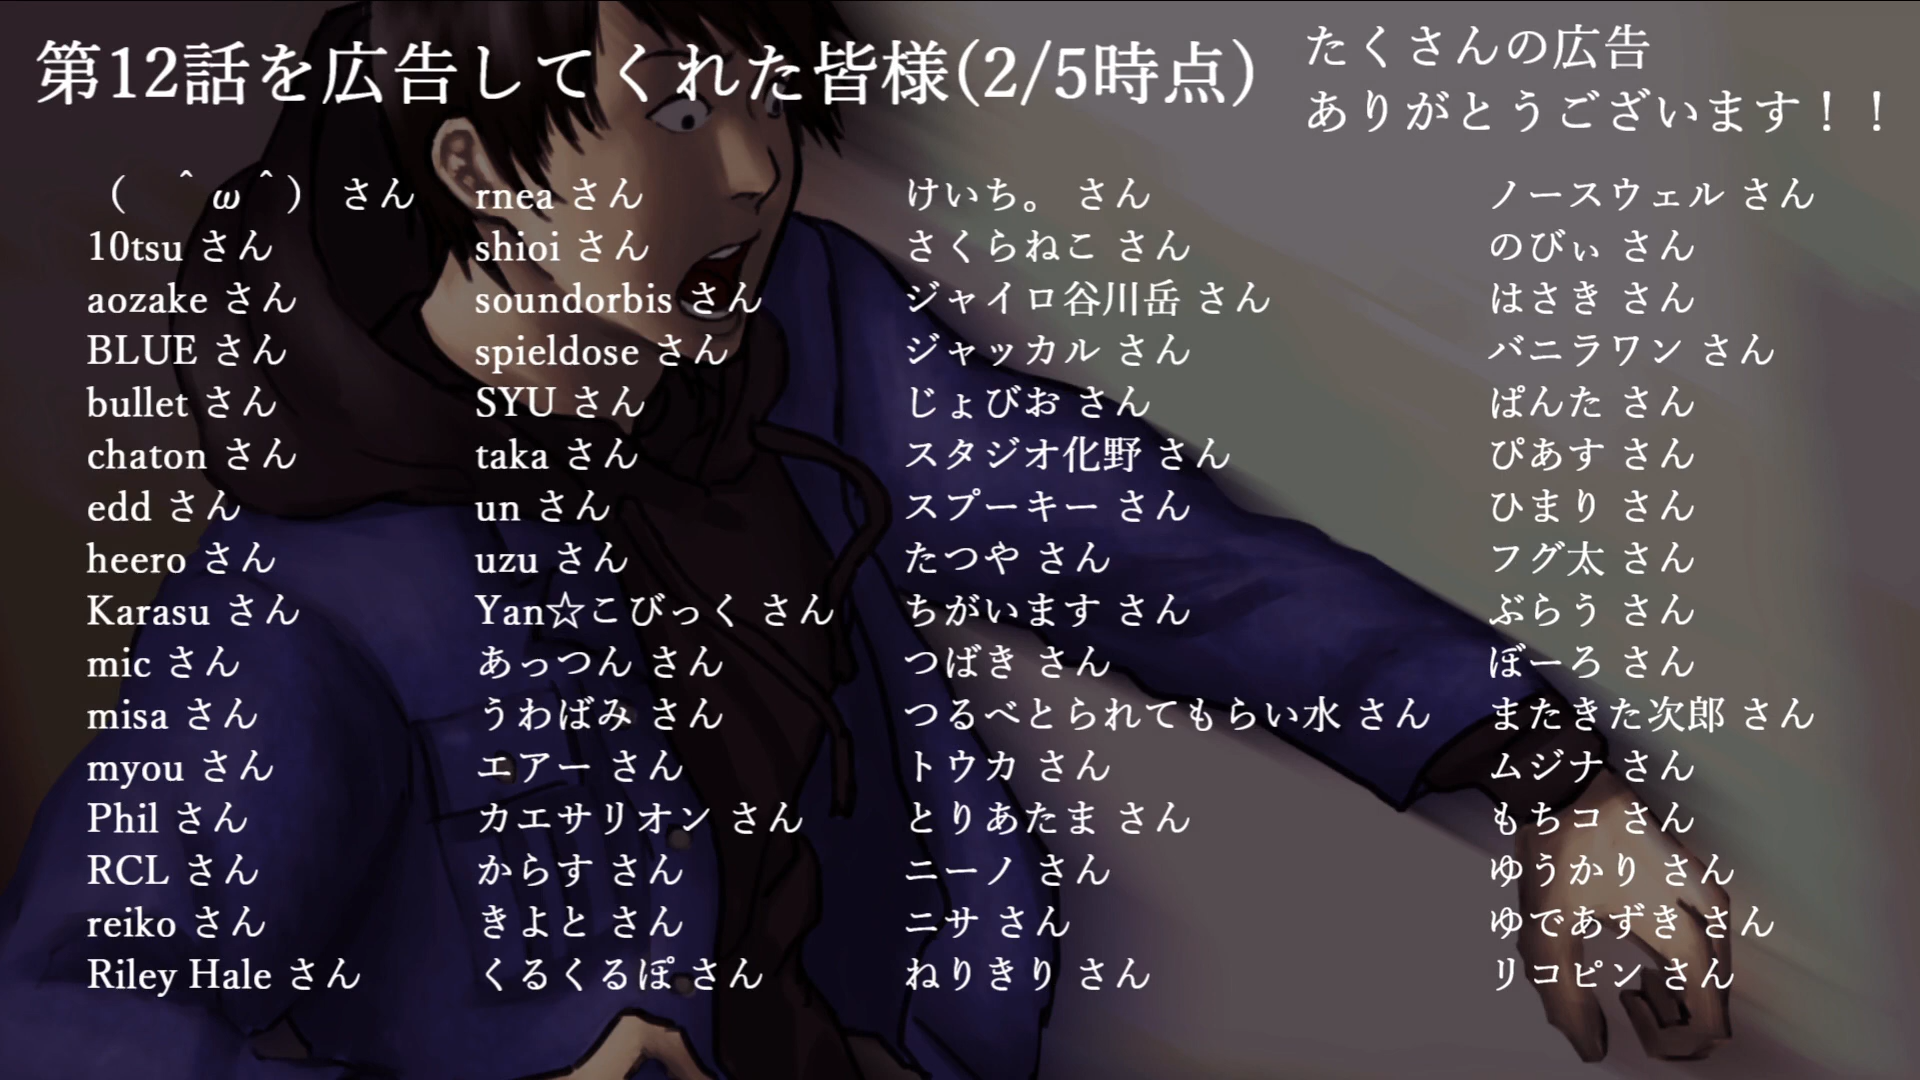 第12話を広告してくれた皆様(2/5時点)
たくさんの広告
ありがとうございます！！
（　＾ω＾） さん
10tsu さん
aozake さん
BLUE さん
bullet さん
chaton さん
edd さん
heero さん
Karasu さん
mic さん
misa さん
myou さん
Phil さん
RCL さん
reiko さん
Riley Hale さん
rnea さん
shioi さん
soundorbis さん
spieldose さん
SYU さん
taka さん
un さん
uzu さん
Yan☆こびっく さん
あっつん さん
うわばみ さん
エアー さん
カエサリオン さん
からす さん
きよと さん
くるくるぽ さん
けいち。 さん
さくらねこ さん
ジャイロ谷川岳 さん
ジャッカル さん
じょびお さん
スタジオ化野 さん
スプーキー さん
たつや さん
ちがいます さん
つばき さん
つるべとられてもらい水 さん
トウカ さん
とりあたま さん
ニーノ さん
ニサ さん
ねりきり さん
ノースウェル さん
のびぃ さん
はさき さん
バニラワン さん
ぱんた さん
ぴあす さん
ひまり さん
フグ太 さん
ぶらう さん
ぼーろ さん
またきた次郎 さん
ムジナ さん
もちコ さん
ゆうかり さん
ゆであずき さん
リコピン さん